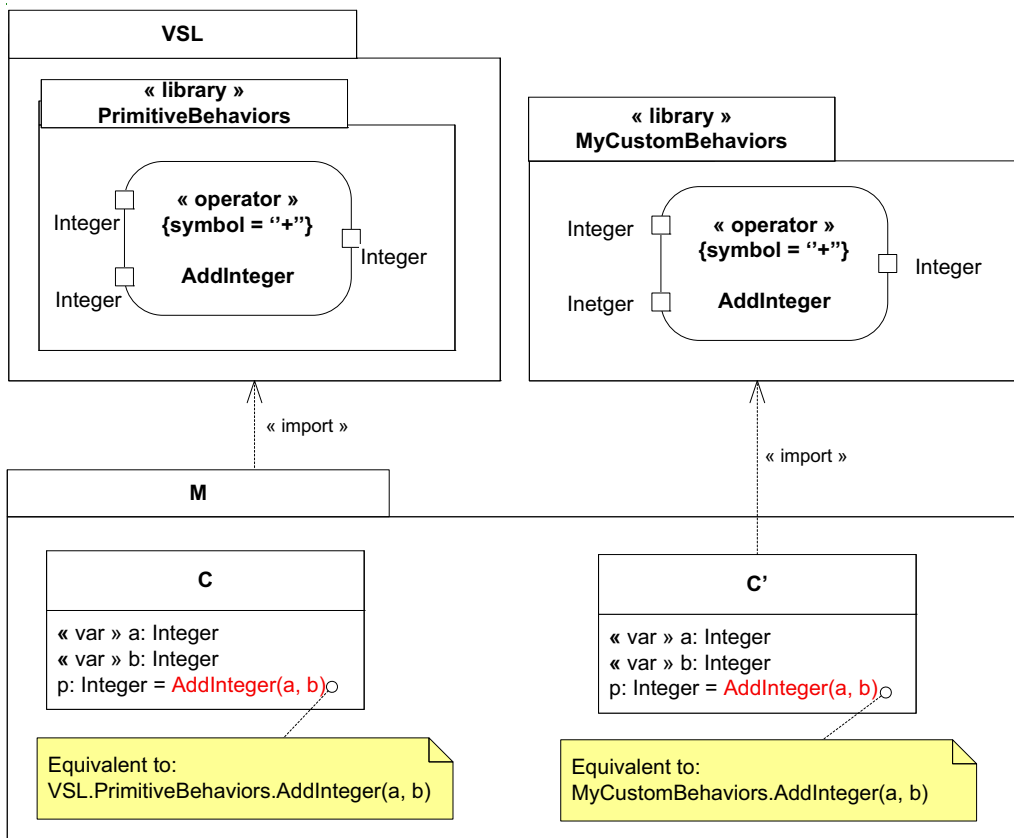 VSL
« library »
PrimitiveBehaviors
« operator »
{symbol = ‘’+’’}
AddInteger
Integer
Integer
Integer
« library »
MyCustomBehaviors
« operator »
{symbol = ‘’+’’}
AddInteger
Integer
Inetger
Integer
« import »
« import »
M
C
« var » a: Integer
« var » b: Integer
p: Integer = AddInteger(a, b)
Equivalent to:
VSL.PrimitiveBehaviors.AddInteger(a, b)
C’
« var » a: Integer
« var » b: Integer
p: Integer = AddInteger(a, b)
Equivalent to:
MyCustomBehaviors.AddInteger(a, b)